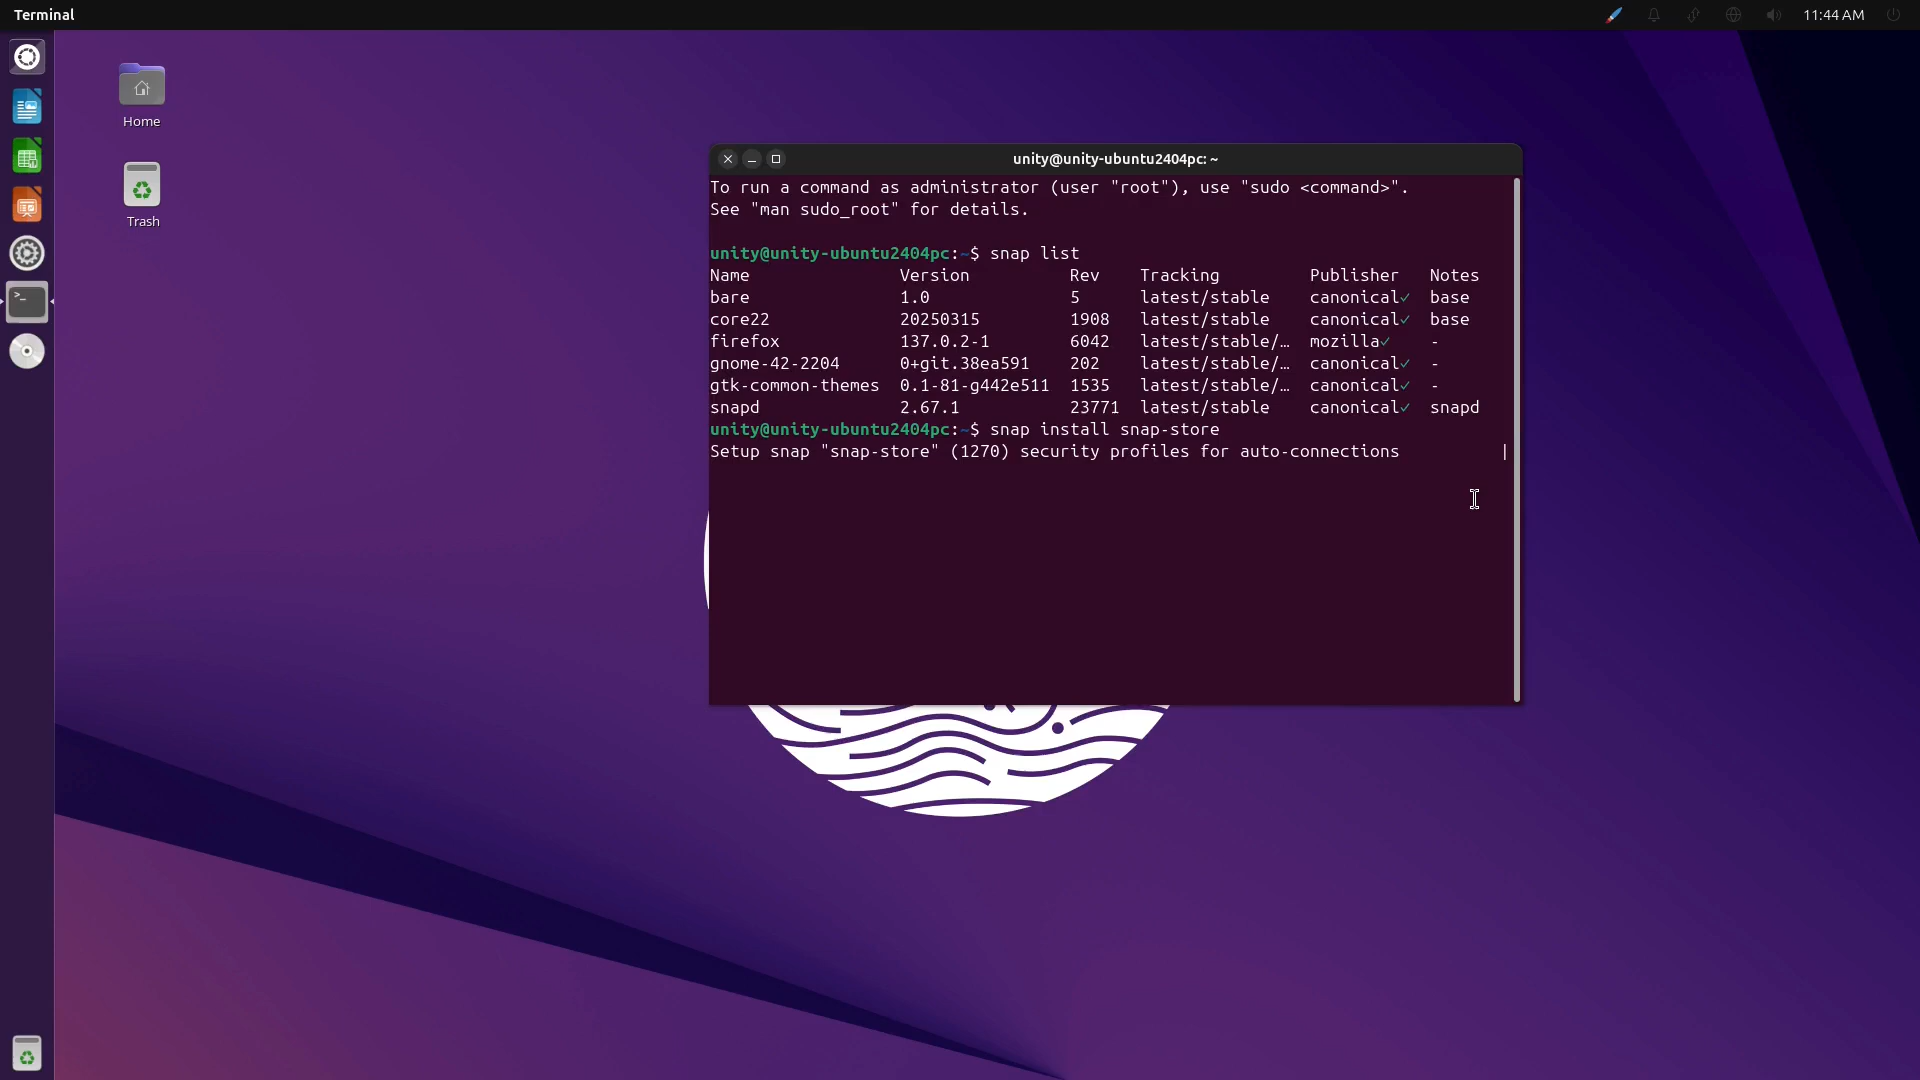 Terminal
11:44 AM
Home
Trash
unity@unity-ubuntu2404pc: ~
To run a command as administrator (user "root"), use "sudo <command>".
See "man sudo_root" for details.
unity@unity-ubuntu2404pc:~$ snap list
Name Version Rev Tracking Publisher Notes
bare 1.0 5 latest/stable canonical✓ base
core22 20250315 1908 latest/stable canonical✓ base
firefox 137.0.2-1 6042 latest/stable/… mozilla✓ -
gnome-42-2204 0+git.38ea591 202 latest/stable/… canonical✓ -
gtk-common-themes 0.1-81-g442e511 1535 latest/stable/… canonical✓ -
snapd 2.67.1 23771 latest/stable canonical✓ snapd
unity@unity-ubuntu2404pc:~$ snap install snap-store
Setup snap "snap-store" (1270) security profiles for auto-connections |